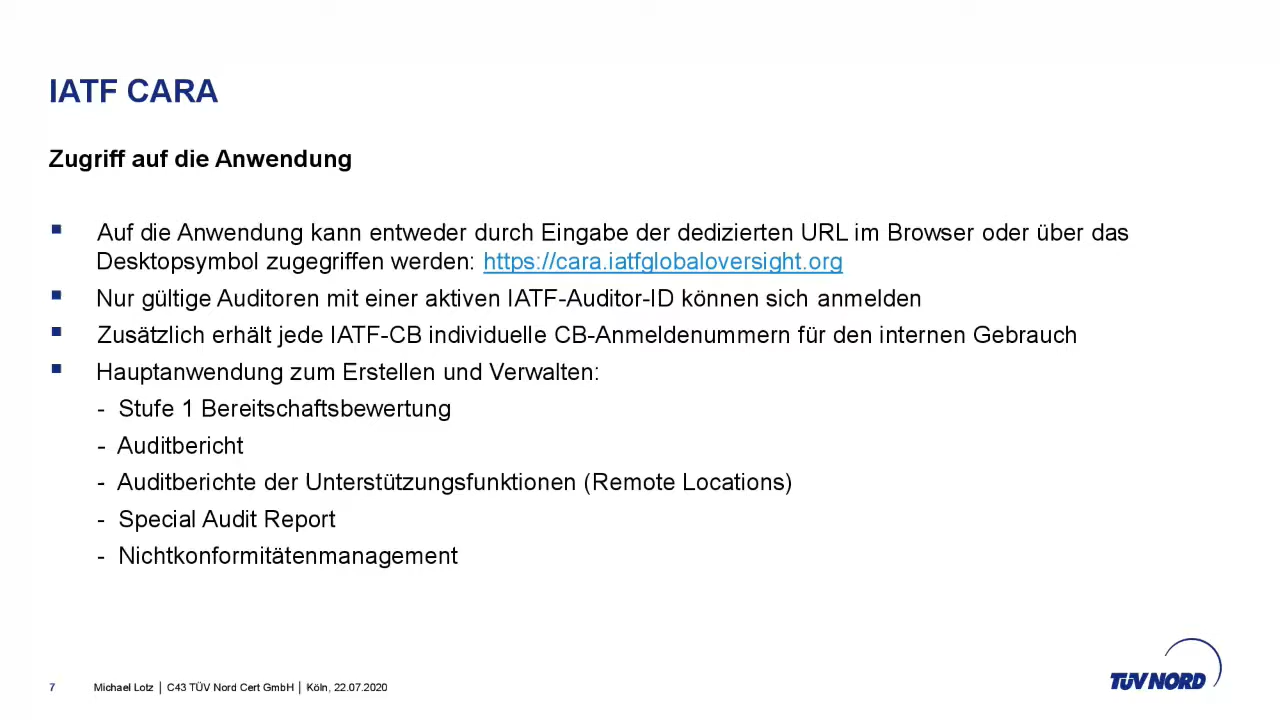 IATF CARA
Zugriff auf die Anwendung
▪ Auf die Anwendung kann entweder durch Eingabe der dedizierten URL im Browser oder über das
Desktopsymbol zugegriffen werden: https://cara.iatfglobaloversight.org
▪ Nur gültige Auditoren mit einer aktiven IATF-Auditor-ID können sich anmelden
▪ Zusätzlich erhält jede IATF-CB individuelle CB-Anmeldenummern für den internen Gebrauch
▪ Hauptanwendung zum Erstellen und Verwalten:
- Stufe 1 Bereitschaftsbewertung
- Auditbericht
- Auditberichte der Unterstützungsfunktionen (Remote Locations)
- Special Audit Report
- Nichtkonformitätenmanagement
7 Michael Lotz │ C43 TÜV Nord Cert GmbH │ Köln, 22.07.2020
TÜV NORD